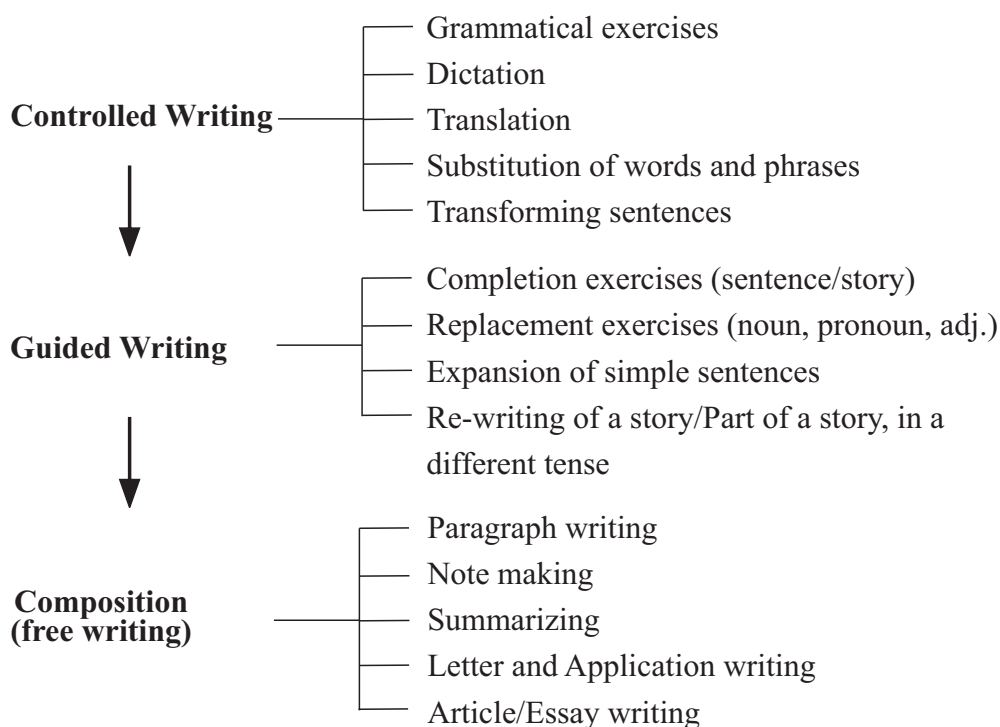 Grammatical exercises
Dictation
Controlled Writing
Translation
Substitution of words and phrases
Transforming sentences
Completion exercises (sentence/story)
Replacement exercises (noun, pronoun, adj.)
Guided Writing
Expansion of simple sentences
Re-writing of a story/Part of a story, in a
different tense
Paragraph writing
Note making
Composition
(free writing)
Summarizing
Letter and Application writing
Article/Essay writing